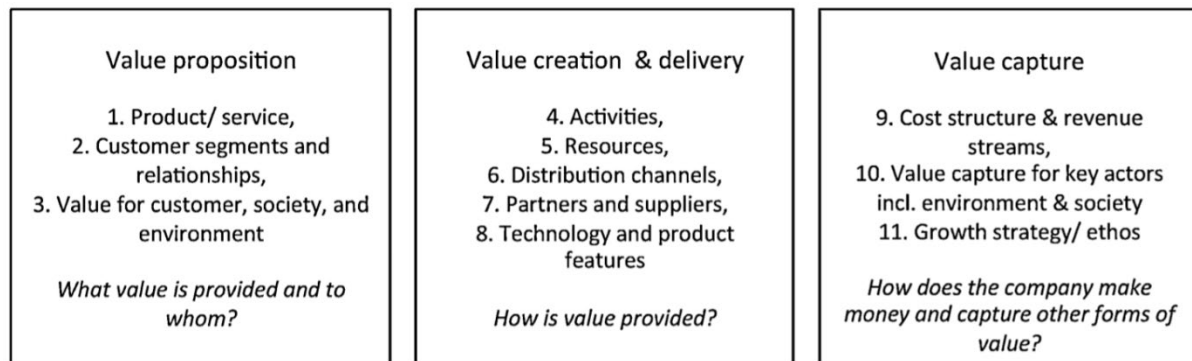 Value proposition
1. Product/ service,
2. Customer segments and
relationships,
3. Value for customer, society, and
environment
What value is provided and to
whom?
Value creation & delivery
4. Activities,
5. Resources,
6. Distribution channels,
7. Partners and suppliers,
8. Technology and product
features
How is value provided?
Value capture
9. Cost structure & revenue
streams,
10. Value capture for key actors
incl. environment & society
11. Growth strategy/ ethos
How does the company make
money and capture other forms of
value?